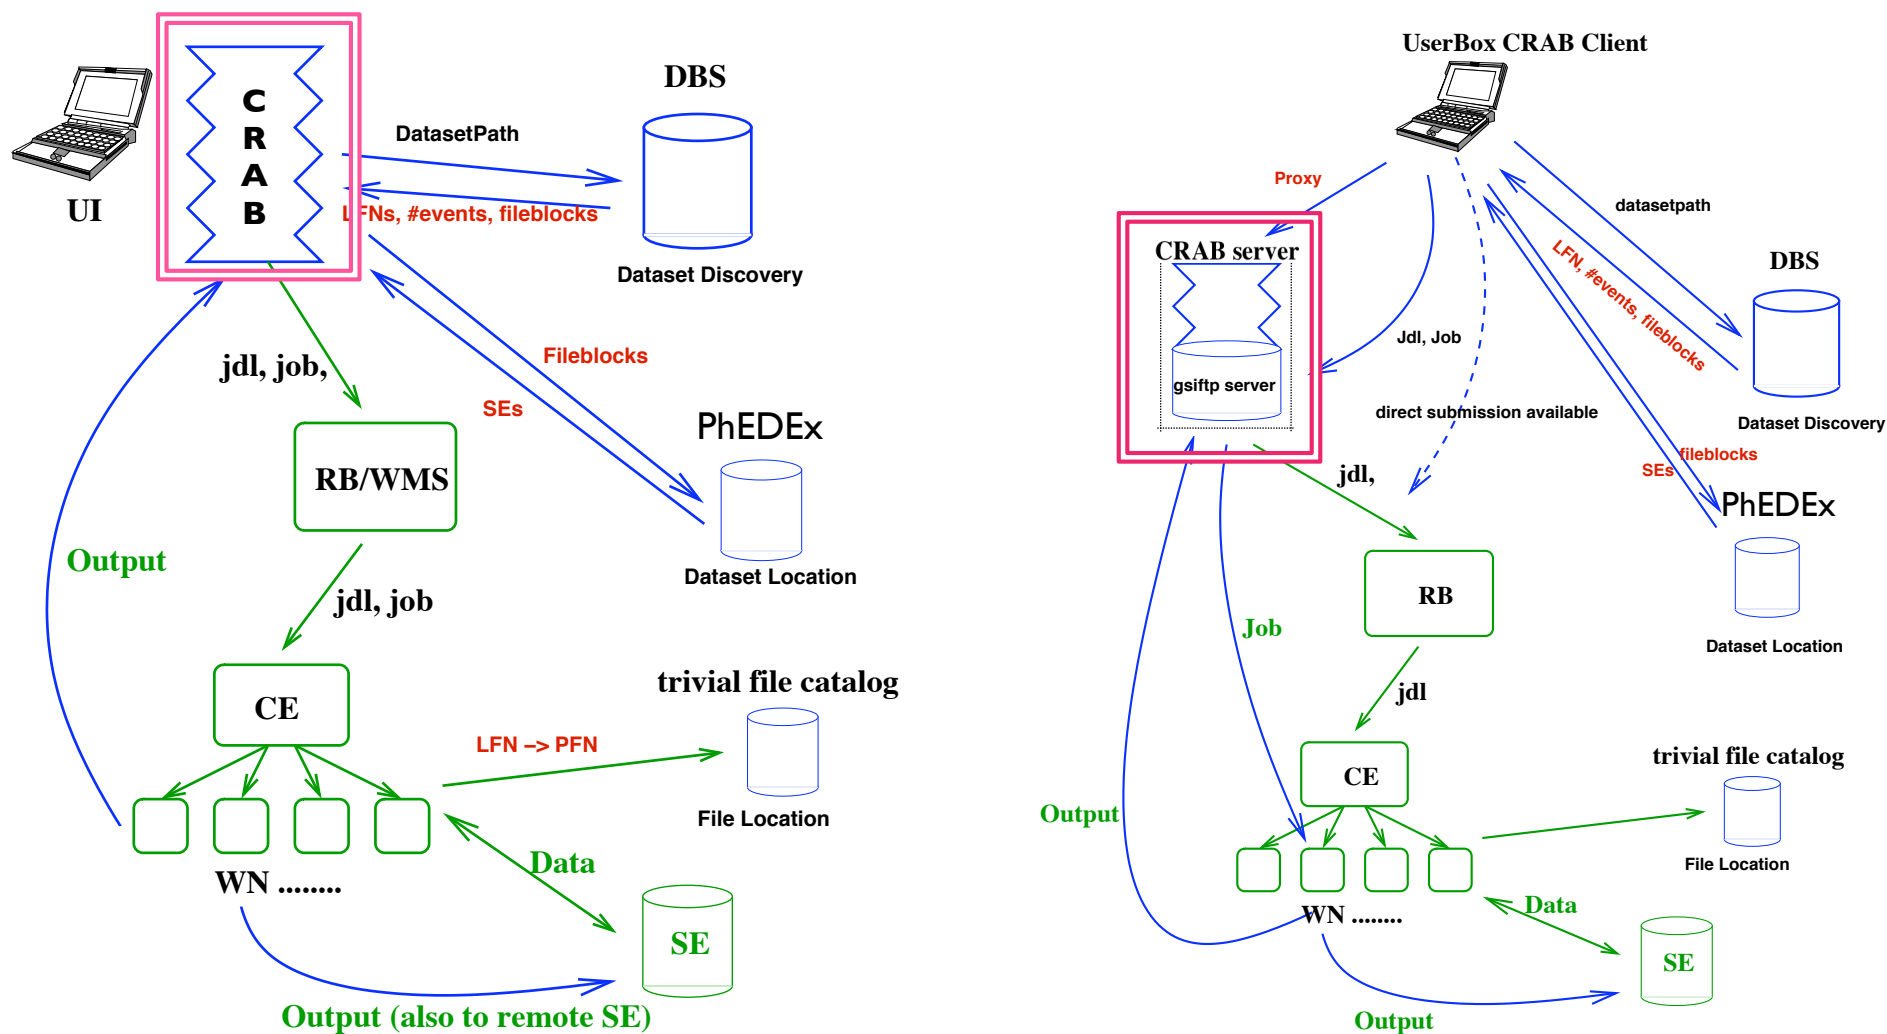 C
R
A
B
UI
DBS
DatasetPath
LFNs, #events, fileblocks
Dataset Discovery
Fileblocks
SEs
jdl, job,
PhEDEx
RB/WMS
Output
Dataset Location
jdl, job
trivial file catalog
CE
LFN –> PFN
File Location
Data
WN ........
SE
Output (also to remote SE)
UserBox CRAB Client
Proxy
datasetpath
CRAB server
LFN, #events, fileblocks
DBS
Jdl, Job
gsiftp server
direct submission available
Dataset Discovery
fileblocks
SEs
jdl,
PhEDEx
RB
Job
Dataset Location
jdl
trivial file catalog
CE
Output
File Location
Data
WN ........
SE
Output